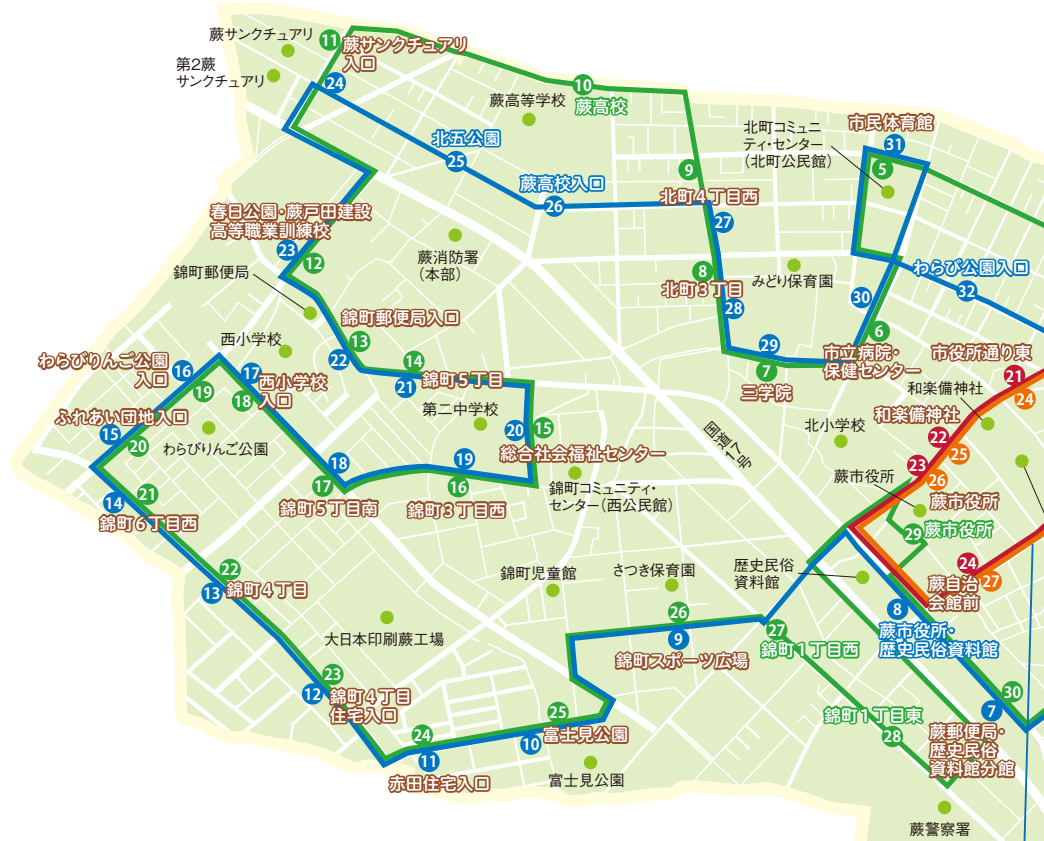 蕨サンクチュアリ
第2蕨
サンクチュアリ
11
蕨サンクチュアリ
入口
24
10
蕨高校
蕨高等学校
北五公園
25
蕨高校入口
26
9
北町4丁目西
27
8
北町3丁目
28
みどり保育園
29
7
三学院
北町コミュニ
ティ・センター
(北町公民館)
市民体育館
31
5
わらび公園入口
32
30
6
市立病院・
保健センター
春日公園・蕨戸田建設
高等職業訓練校
23
12
蕨消防署
(本部)
錦町郵便局
錦町郵便局入口
13
22
14
21
錦町5丁目
西小学校
わらびりんご公園
入口
16
19
17
18
西小学校
入口
ふれあい団地入口
15
20
わらびりんご公園
第二中学校
20
15
総合社会福祉センター
18
17
錦町5丁目南
19
16
錦町3丁目西
錦町コミュニティ・
センター(西公民館)
14
21
錦町6丁目西
国道17号
北小学校
市役所通り東
21
24
和楽備神社
和楽備神社
22
25
23
26
蕨市役所
蕨市役所
29
蕨市役所
24
27
蕨自治
会館前
歴史民俗
資料館
8
蕨市役所・
歴史民俗資料館
22
13
錦町4丁目
錦町児童館
さつき保育園
大日本印刷蕨工場
26
9
錦町スポーツ広場
27
錦町1丁目西
23
12
錦町4丁目
住宅入口
24
11
赤田住宅入口
25
10
富士見公園
富士見公園
錦町1丁目東
28
30
7
蕨郵便局・
歴史民俗
資料館分館
蕨警察署